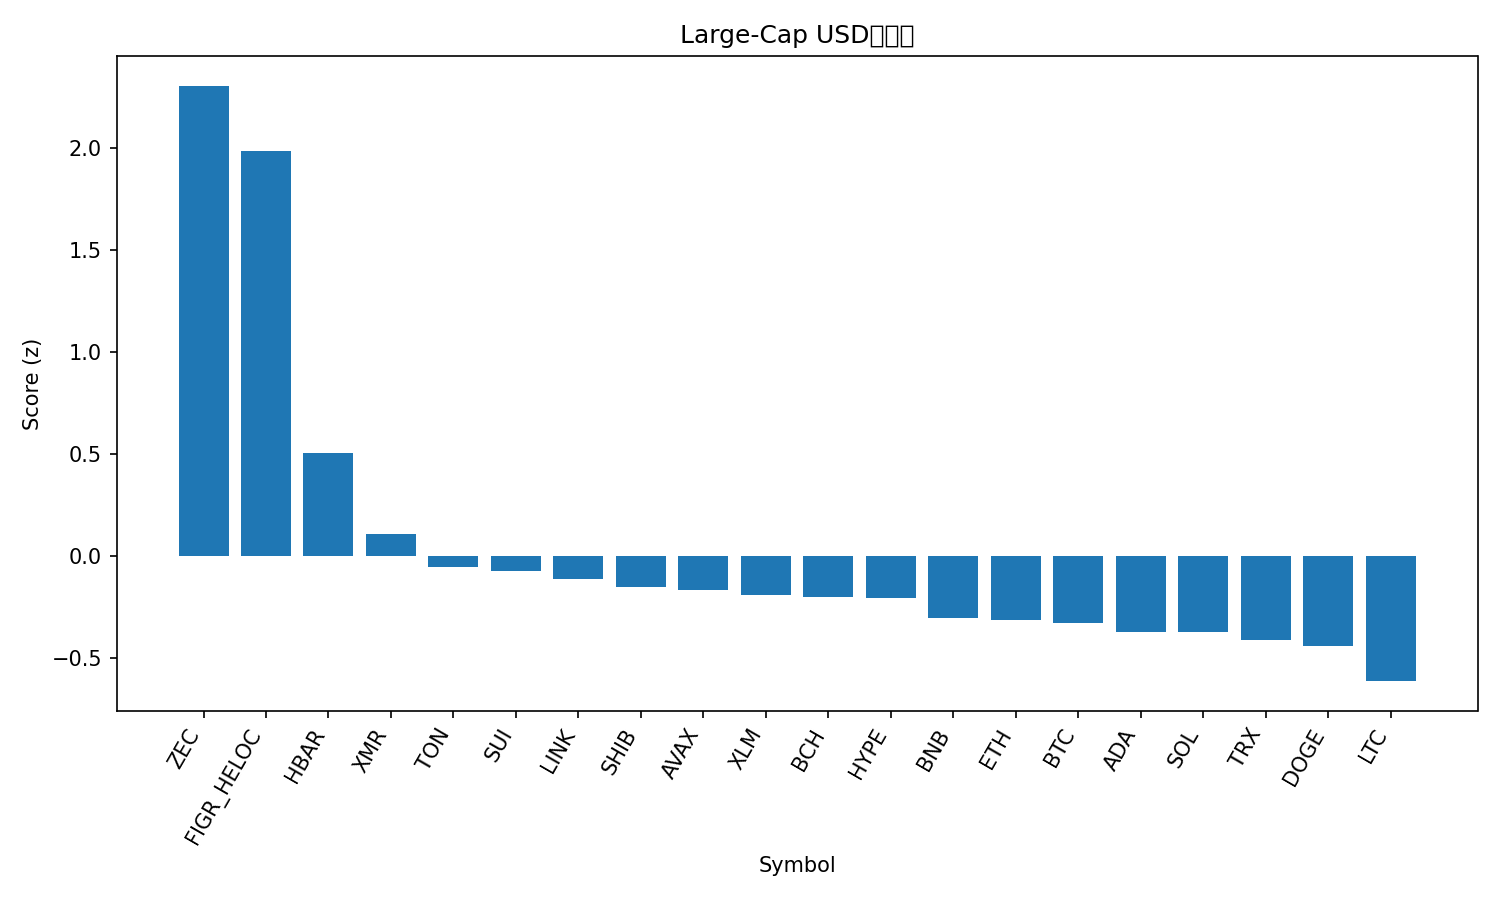 Large-Cap USD
Score (z)
2.0
1.5
1.0
0.5
0.0
−0.5
ZEC
FIGR_HELOC
HBAR
XMR
TON
SUI
LINK
SHIB
AVAX
XLM
BCH
HYPE
BNB
ETH
BTC
ADA
SOL
TRX
DOGE
LTC
Symbol